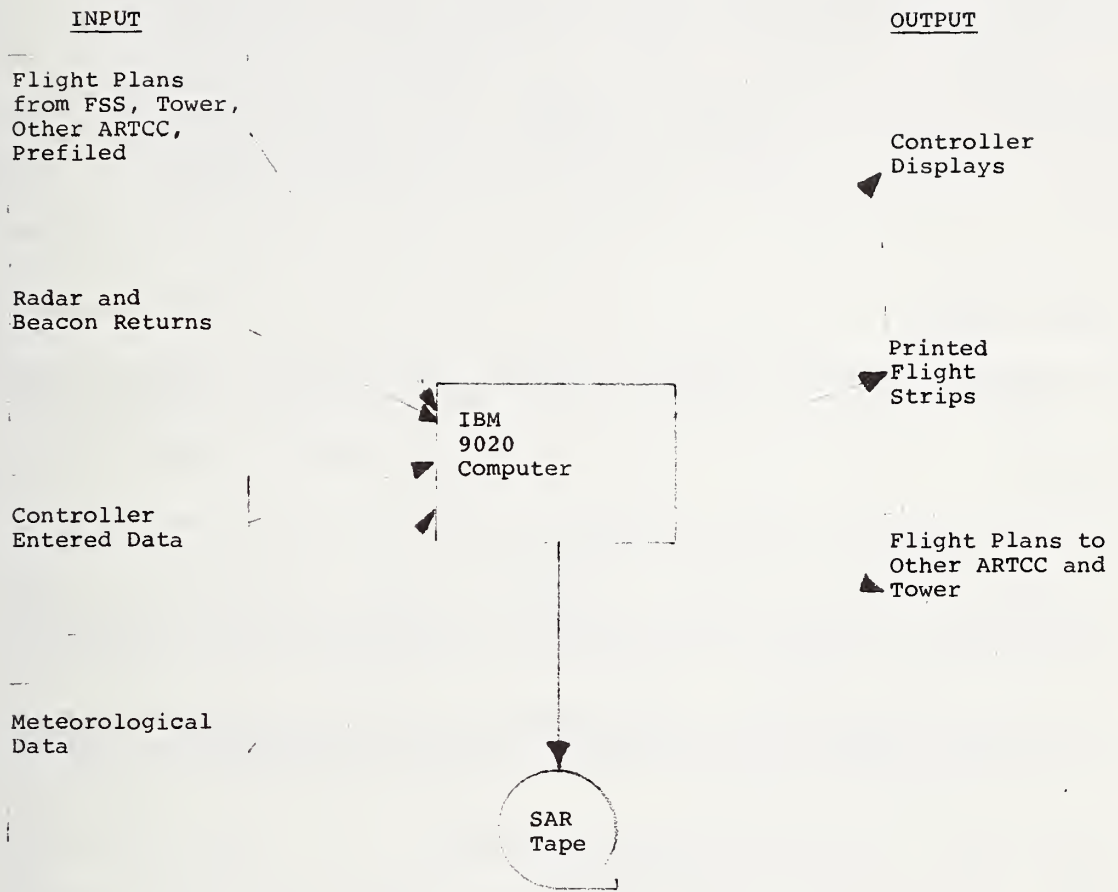 INPUT
Flight Plans
from FSS, Tower,
Other ARTCC,
Prefiled
Radar and
Beacon Returns
Controller
Entered Data
Meteorological
Data
IBM
9020
Computer
SAR
Tape
OUTPUT
Controller
Displays
Printed
Flight
Strips
Flight Plans to
Other ARTCC and
Tower